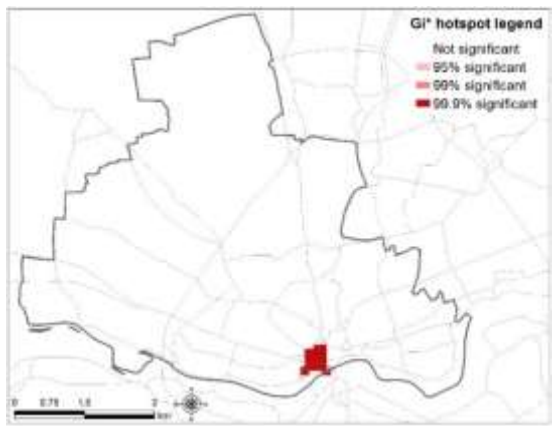 Gi* hotspot legend
Not significant
95% significant
99% significant
99.9% significant
0 0.75 1.5 3
km